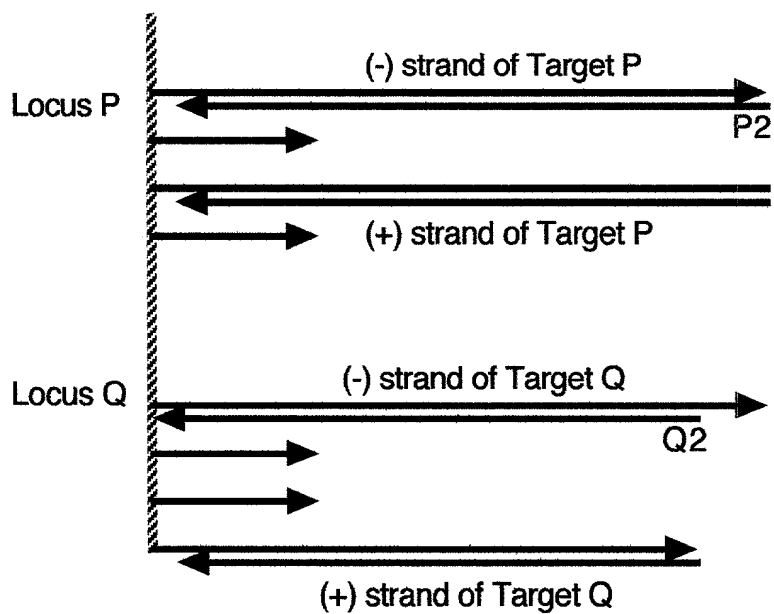 (-) strand of Target P
Locus P
P2
(+) strand of Target P
(-) strand of Target Q
Locus Q
Q2
(+) strand of Target Q